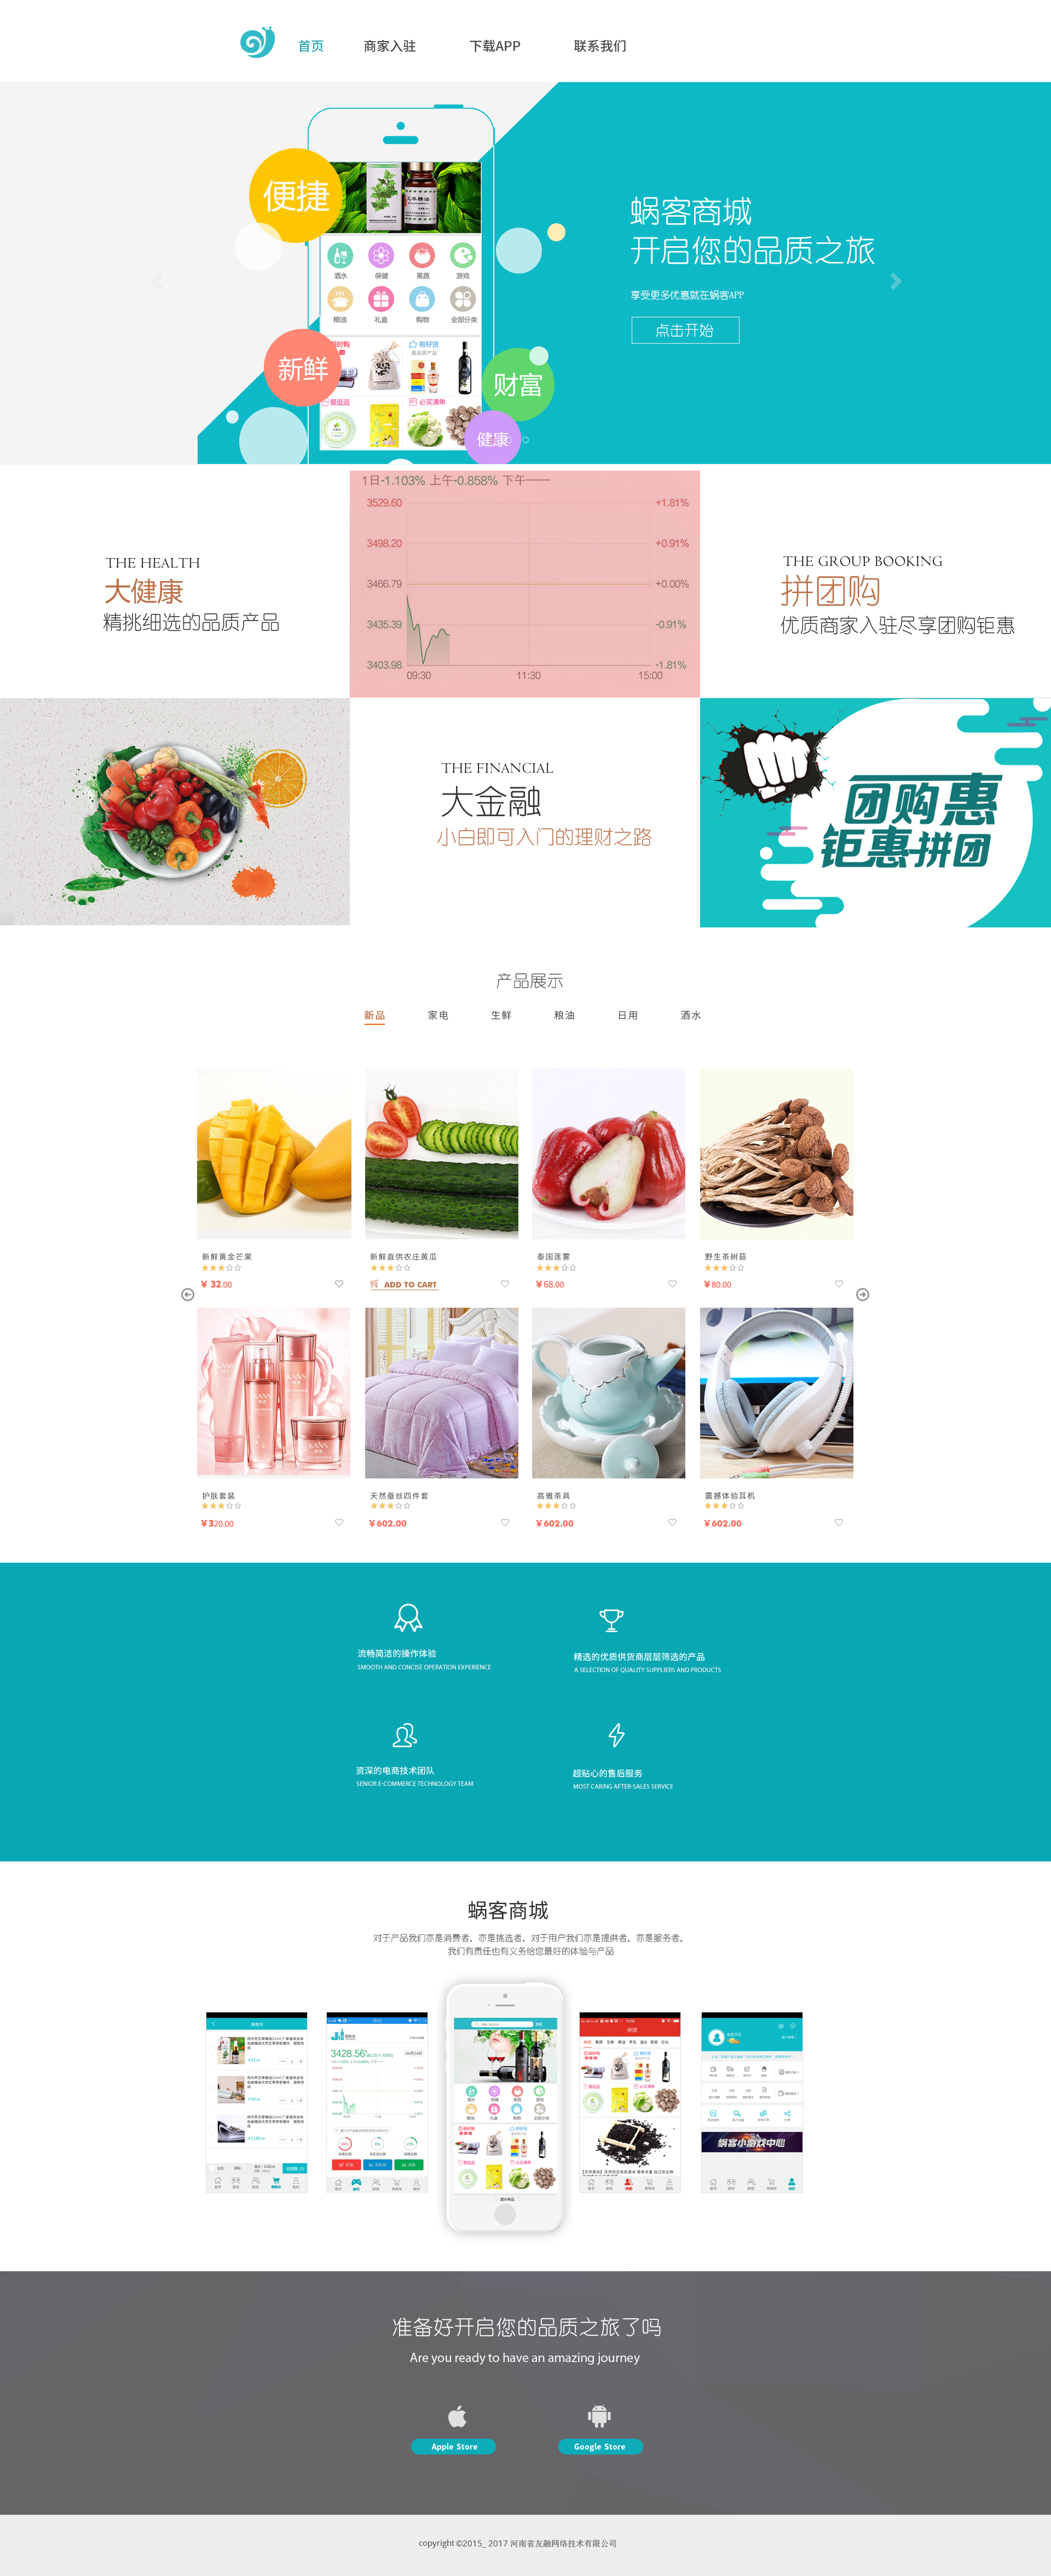 首页 商家入驻 下载APP 联系我们
便捷
新鲜
财富
健康
酒水 保健 果蔬 游戏
粮油 礼盒 购物 全部分类
有好货
高品质产品
爱逛逛 必买清单
蜗客商城
开启您的品质之旅
享受更多优惠就在蜗客APP
点击开始
THE HEALTH
大健康
精挑细选的品质产品
1日-1.103% 上午-0.858% 下午——
3529.60 +1.81%
3498.20 +0.91%
3466.79 +0.00%
3435.39 -0.91%
3403.98 -1.81%
09:30 11:30 15:00
THE GROUP BOOKING
拼团购
优质商家入驻尽享团购钜惠
THE FINANCIAL
大金融
小白即可入门的理财之路
团购惠
钜惠拼团
产品展示
新品 家电 生鲜 粮油 日用 酒水
新鲜黄金芒果 新鲜直供农庄黄瓜 泰国莲雾 野生茶树菇
¥ 32.00 ADD TO CART ¥68.00 ¥80.00
KANS KANS
KANS
护肤套装 天然蚕丝四件套 高雅茶具 震撼体验耳机
¥320.00 ¥602.00 ¥602.00 ¥602.00
流畅简洁的操作体验
SMOOTH AND CONCISE OPERATION EXPERIENCE
精选的优质供货商层层筛选的产品
A SELECTION OF QUALITY SUPPLIERS AND PRODUCTS
资深的电商技术团队
SENIOR E-COMMERCE TECHNOLOGY TEAM
超贴心的售后服务
MOST CARING AFTER-SALES SERVICE
蜗客商城
对于产品我们亦是消费者，亦是挑选者，对于用户我们亦是提供者，亦是服务者，
我们有责任也有义务给您最好的体验与产品
购物车
3428.56
拼团
蜗客小游戏中心
准备好开启您的品质之旅了吗
Are you ready to have an amazing journey
Apple Store Google Store
copyright ©2015_ 2017 河南省友融网络技术有限公司